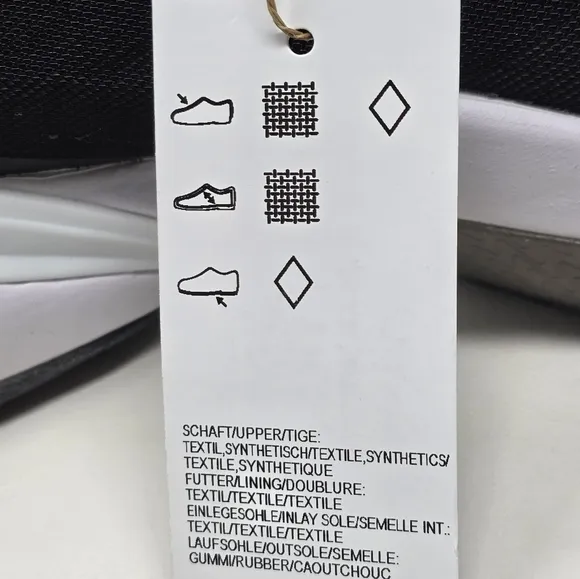 SCHAFT/UPPER/TIGE:
TEXTIL,SYNTHETISCH/TEXTILE,SYNTHETICS/
TEXTILE,SYNTHETIQUE
FUTTER/LINING/DOUBLURE:
TEXTIL/TEXTILE/TEXTILE
EINLEGESOHLE/INLAY SOLE/SEMELLE INT.:
TEXTIL/TEXTILE/TEXTILE
LAUFSOHLE/OUTSOLE/SEMELLE:
GUMMI/RUBBER/CAOUTCHOUC